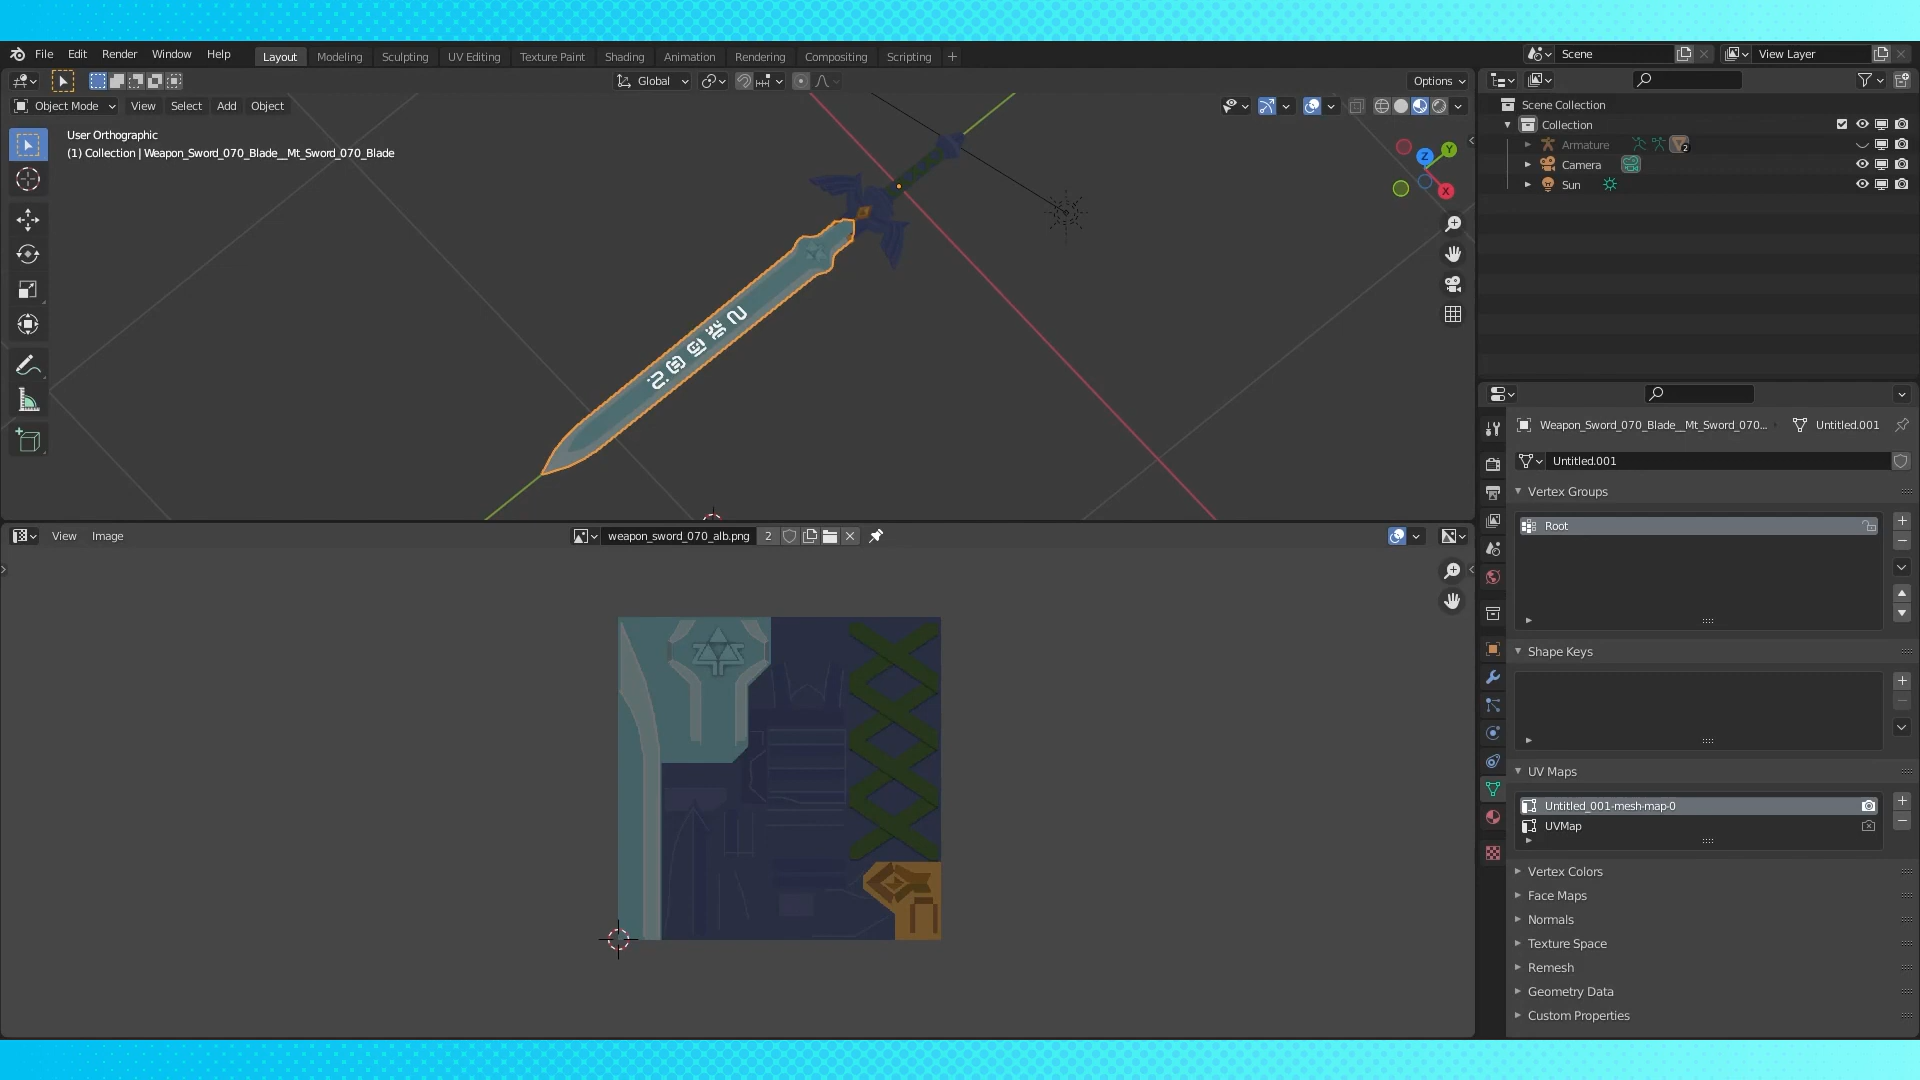 File Edit Render Window Help
Layout Modeling Sculpting UV Editing Texture Paint Shading Animation Rendering Compositing Scripting +
Scene
View Layer
Global
Options
Object Mode View Select Add Object
User Orthographic
(1) Collection | Weapon_Sword_070_Blade__Mt_Sword_070_Blade
Z
Y
X
Scene Collection
Collection
Armature
2
Camera
Sun
Weapon_Sword_070_Blade__Mt_Sword_070...
Untitled.001
Untitled.001
Vertex Groups
Root
Shape Keys
UV Maps
Untitled_001-mesh-map-0
UVMap
Vertex Colors
Face Maps
Normals
Texture Space
Remesh
Geometry Data
Custom Properties
View Image
weapon_sword_070_alb.png 2